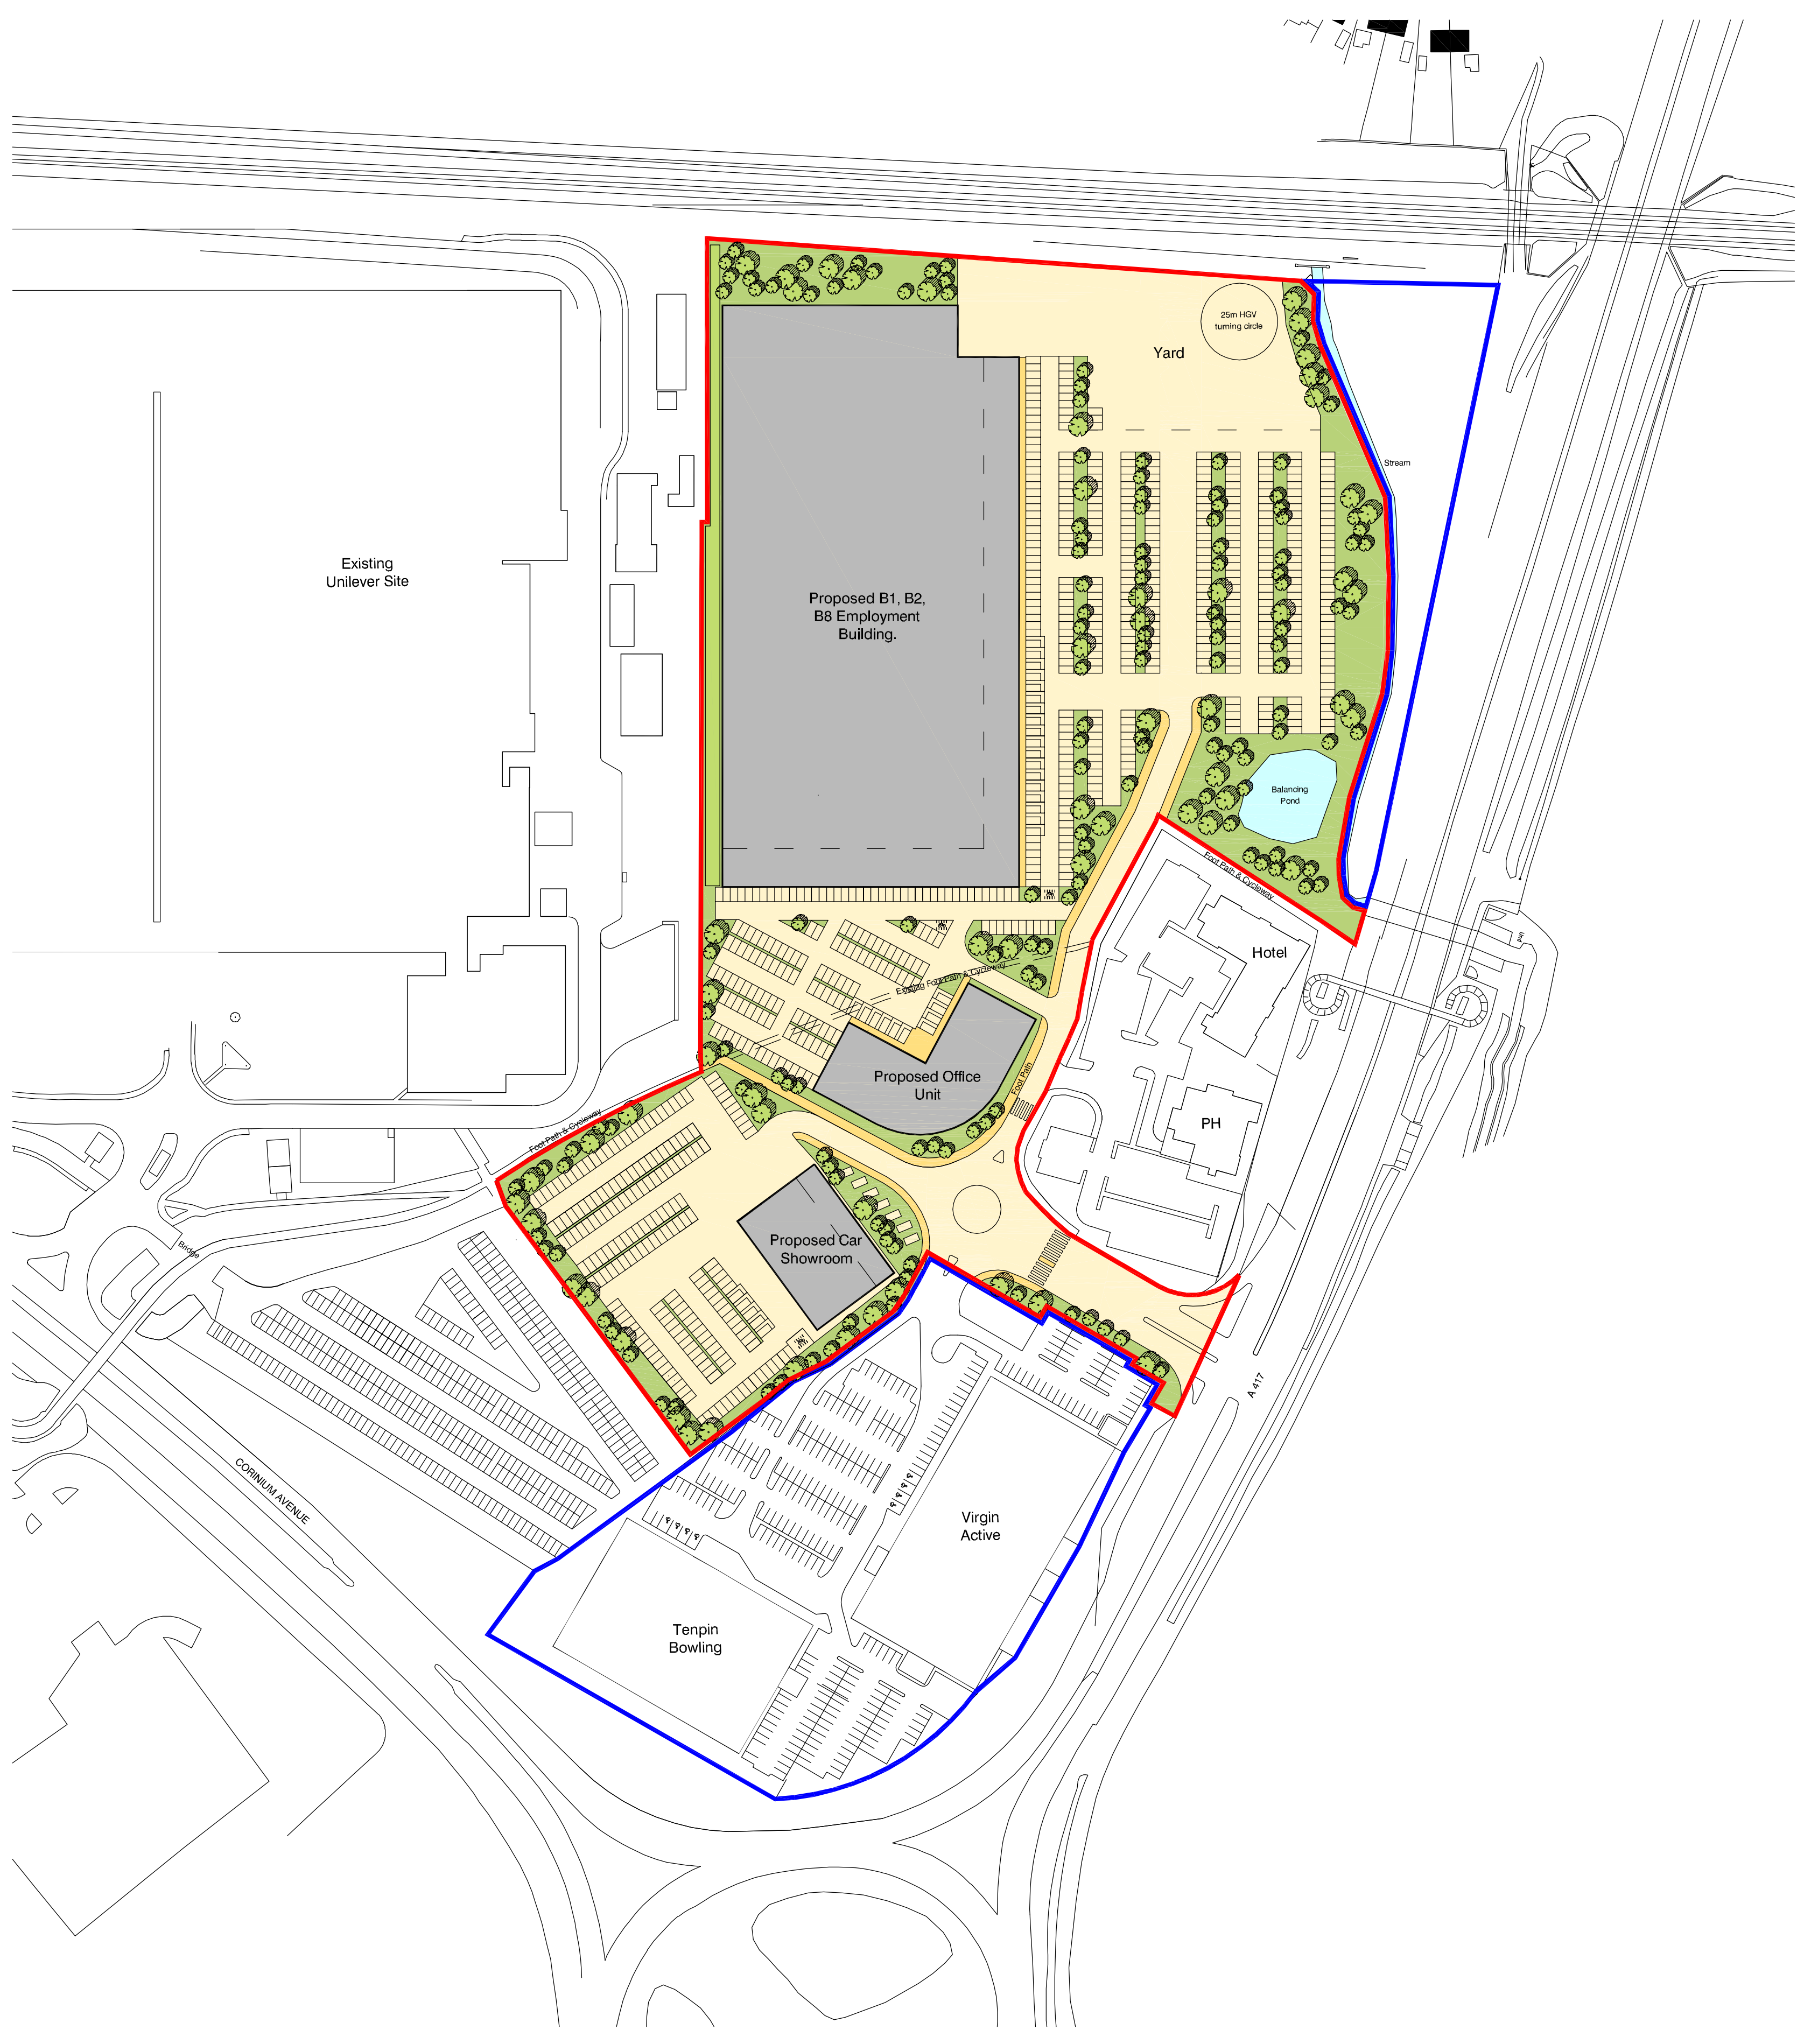 25m HGV
turning circle
Yard
Stream
Existing
Unilever Site
Proposed B1, B2,
B8 Employment
Building.
Balancing
Pond
Foot Path & Cycleway
Hotel
Existing Foot Path & Cycleway
Proposed Office
Unit
Foot Path
PH
Foot Path & Cycleway
Bridge
Proposed Car
Showroom
A 417
CORINIUM AVENUE
Virgin
Active
Tenpin
Bowling